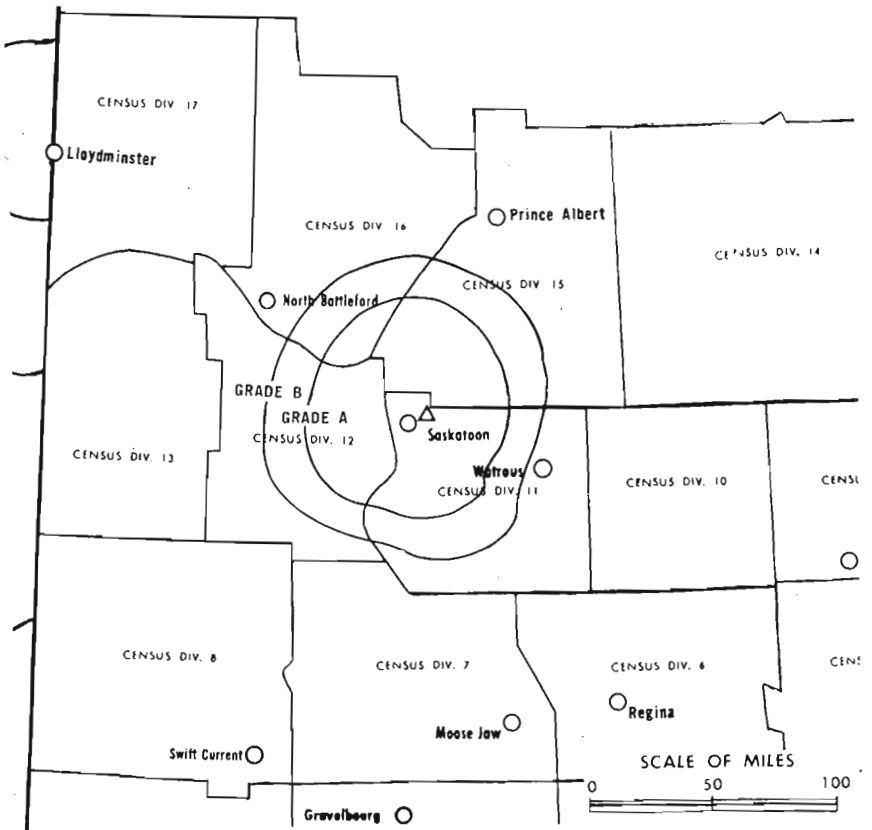 CENSUS DIV. 17
Lloydminster
Prince Albert
CENSUS DIV. 16
CENSUS DIV. 14
CENSUS DIV 15
North Battleford
GRADE B
GRADE A
CENSUS DIV. 12
Saskatoon
CENSUS DIV. 13
Watrous
CENSUS DIV. 11
CENSUS DIV. 10
CENSU
CENSUS DIV. 8
CENSUS DIV. 7
CENSUS DIV. 6
CENS
Regina
Moose Jaw
Swift Current
SCALE OF MILES
0 50 100
Gravelbourg